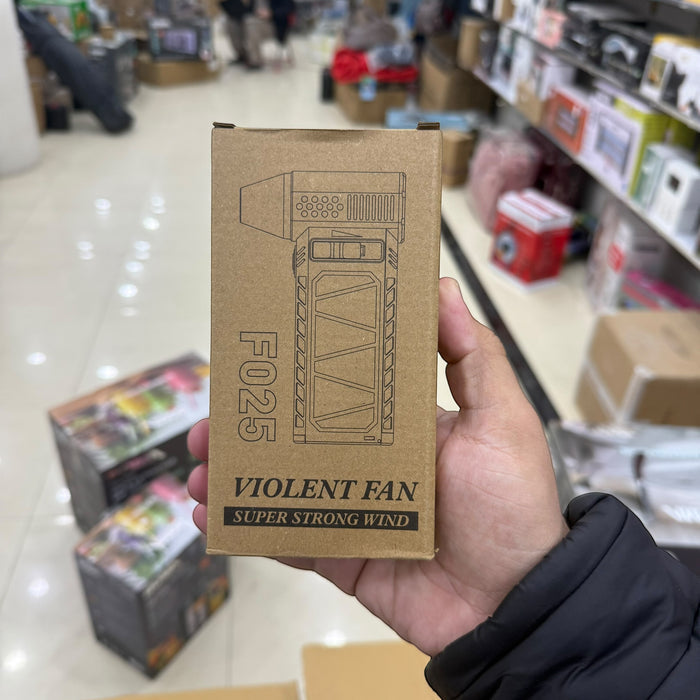 F025
VIOLENT FAN
SUPER STRONG WIND